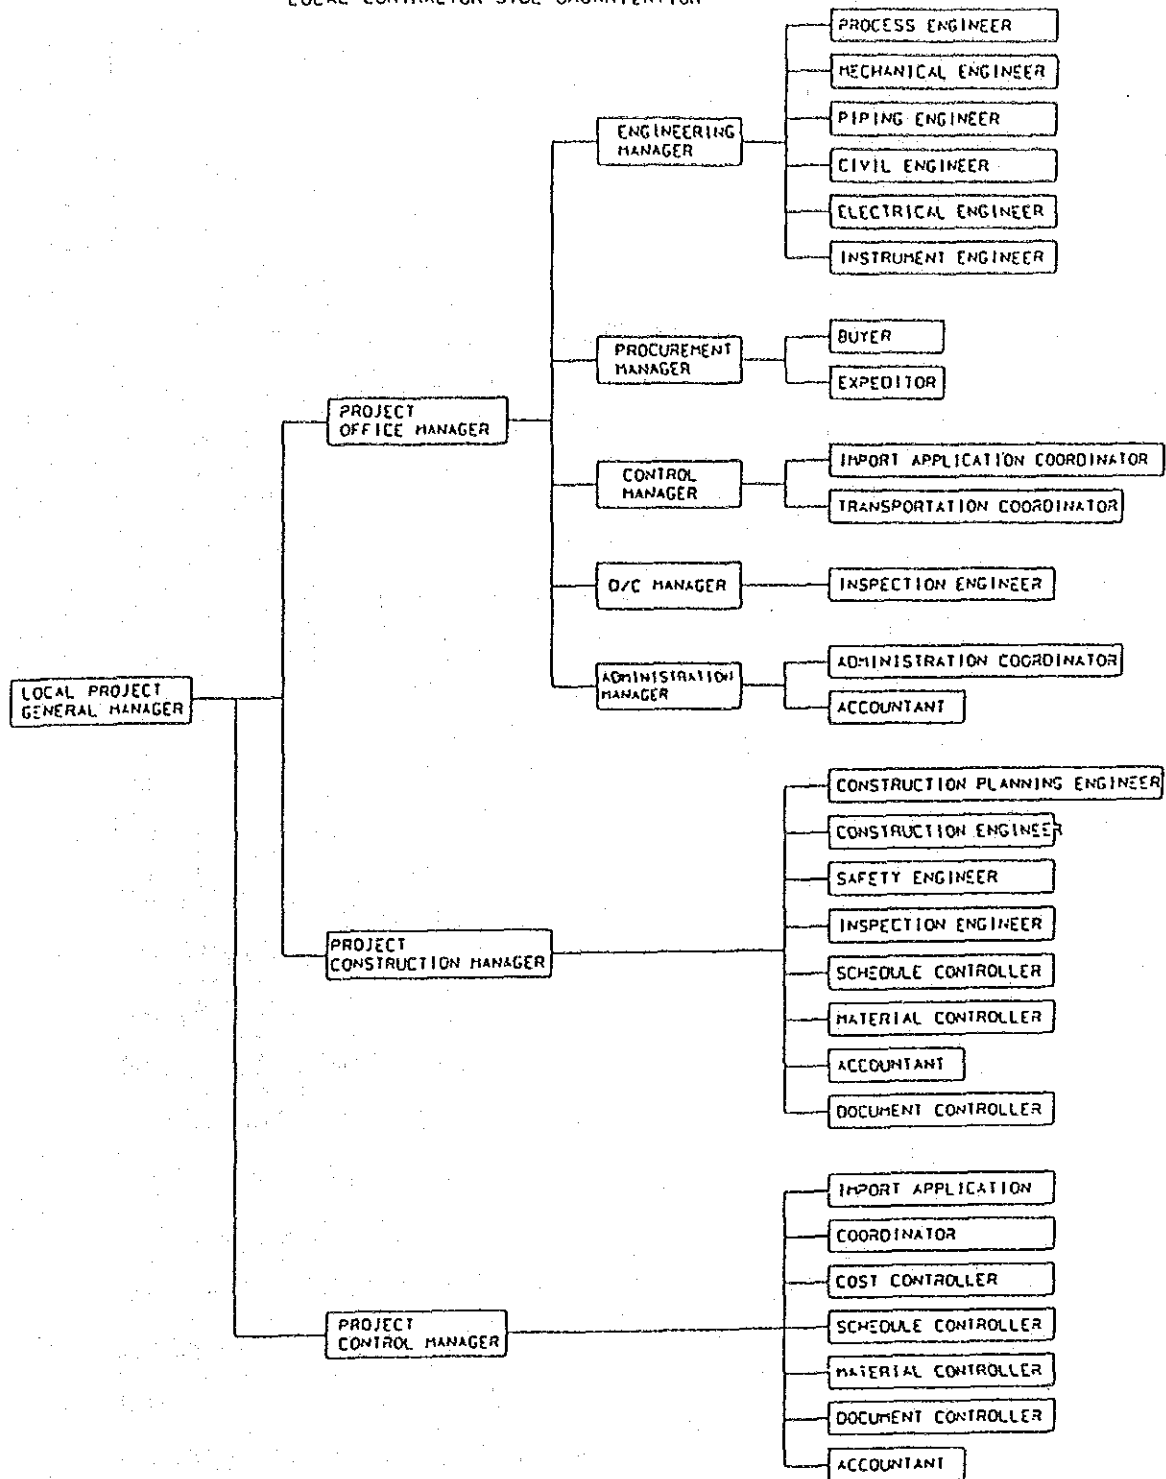 LOCAL CONTRACTOR SIDE
PROCESS ENGINEER
MECHANICAL ENGINEER
PIPING ENGINEER
CIVIL ENGINEER
ELECTRICAL ENGINEER
INSTRUMENT ENGINEER
ENGINEERING
MANAGER
BUYER
EXPEDITOR
PROCUREMENT
MANAGER
PROJECT
OFFICE MANAGER
IMPORT APPLICATION COORDINATOR
TRANSPORTATION COORDINATOR
CONTROL
MANAGER
Q/C MANAGER
INSPECTION ENGINEER
ADMINISTRATION
MANAGER
ADMINISTRATION COORDINATOR
ACCOUNTANT
LOCAL PROJECT
GENERAL MANAGER
CONSTRUCTION PLANNING ENGINEER
CONSTRUCTION ENGINEER
SAFETY ENGINEER
INSPECTION ENGINEER
SCHEDULE CONTROLLER
MATERIAL CONTROLLER
ACCOUNTANT
DOCUMENT CONTROLLER
PROJECT
CONSTRUCTION MANAGER
IMPORT APPLICATION
COORDINATOR
COST CONTROLLER
SCHEDULE CONTROLLER
MATERIAL CONTROLLER
DOCUMENT CONTROLLER
ACCOUNTANT
PROJECT
CONTROL MANAGER